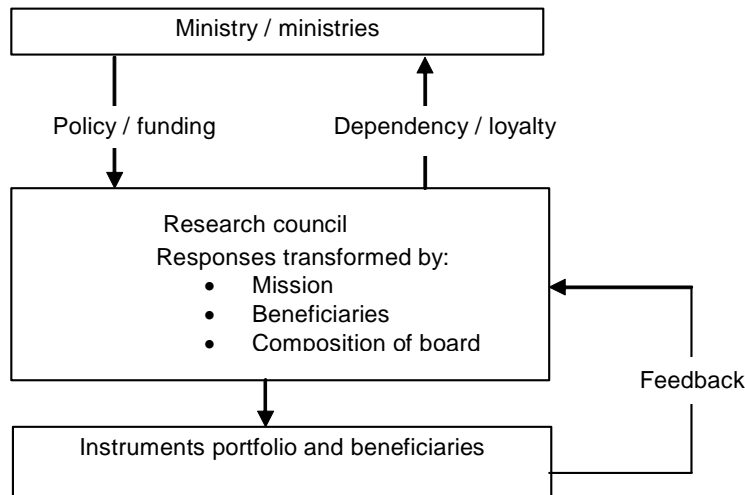 Ministry / ministries
Policy / funding
Dependency / loyalty
Research council
Responses transformed by:
• Mission
• Beneficiaries
• Composition of board
Feedback
Instruments portfolio and beneficiaries